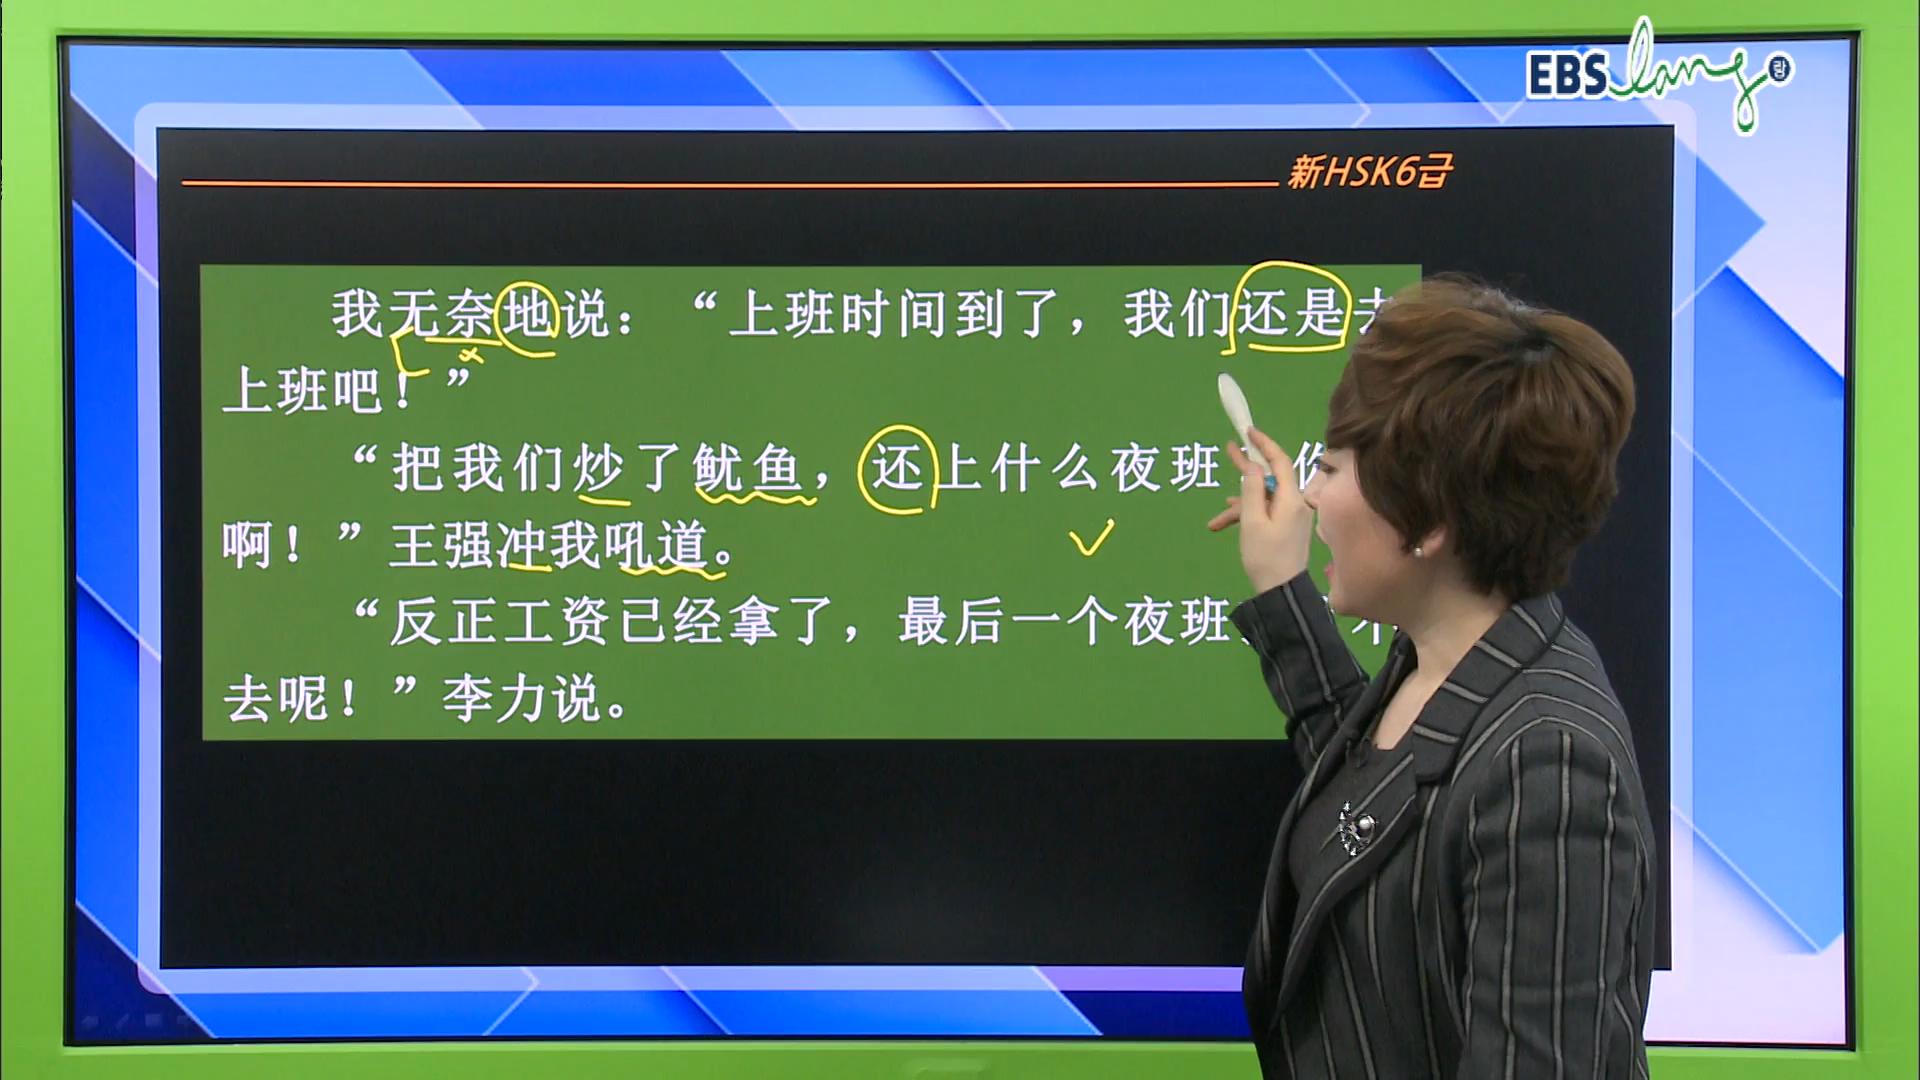 EBS lang 랑
新HSK6급
我无奈地说：“上班时间到了，我们还是去
上班吧！”
“把我们炒了鱿鱼，还上什么夜班
啊！”王强冲我吼道。
“反正工资已经拿了，最后一个夜班
去呢！”李力说。